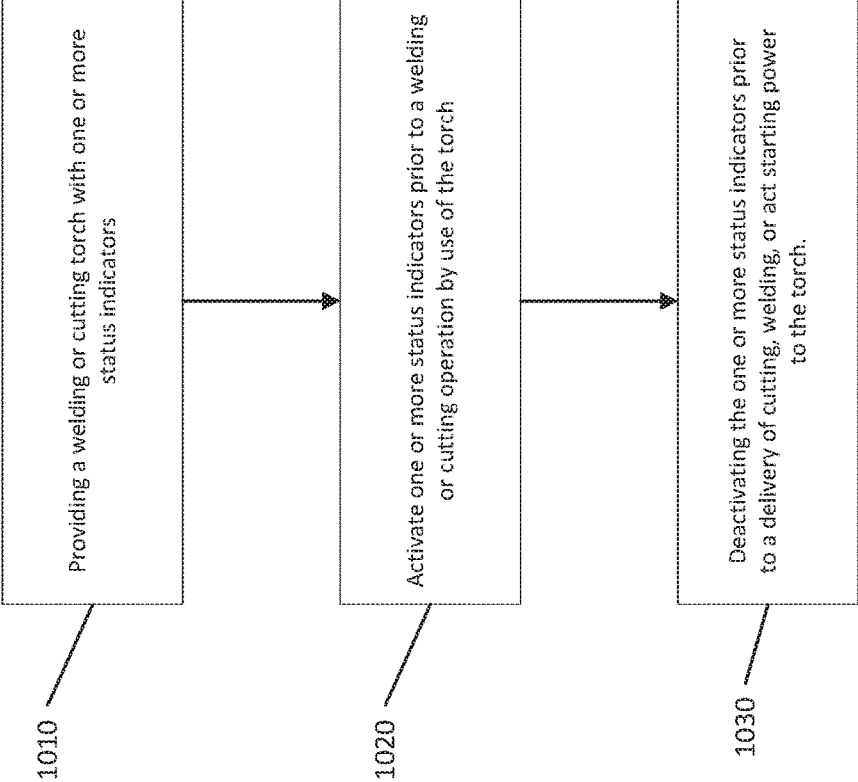 1010
Providing a welding or cutting torch with one or more
status indicators
1020
Activate one or more status indicators prior to a welding
or cutting operation by use of the torch
1030
Deactivating the one or more status indicators prior
to a delivery of cutting, welding, or act starting power
to the torch.